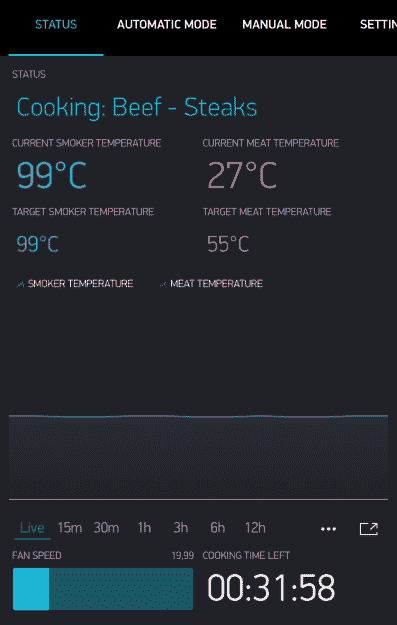 STATUS AUTOMATIC MODE MANUAL MODE SETTIN
STATUS
Cooking: Beef - Steaks
CURRENT SMOKER TEMPERATURE CURRENT MEAT TEMPERATURE
99°C 27°C
TARGET SMOKER TEMPERATURE TARGET MEAT TEMPERATURE
99°C 55°C
SMOKER TEMPERATURE MEAT TEMPERATURE
Live 15m 30m 1h 3h 6h 12h
FAN SPEED 19,99 COOKING TIME LEFT
00:31:58